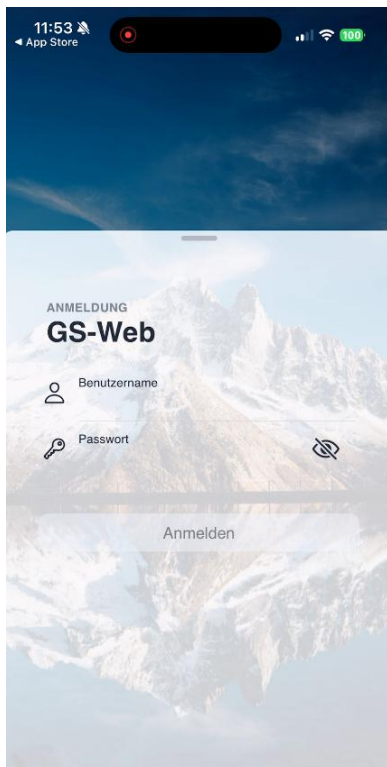 11:53
◀ App Store
100
ANMELDUNG
GS-Web
Benutzername
Passwort
Anmelden